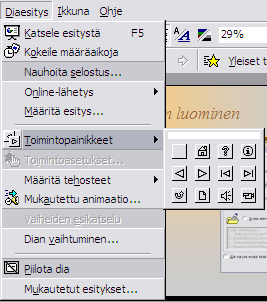 Diaesitys Ikkuna Ohje
Katsele esitystä F5
29%
Kokeile määräaikoja
Yleiset t
Nauhoita selostus...
Online-lähetys
Määritä esitys...
n luominen
Toimintopainikkeet
Toimintoasetukset...
Määritä tehosteet
Mukautettu animaatio...
Vaiheiden esikatselu
Dian vaihtuminen...
Piilota dia
Mukautetut esitykset...